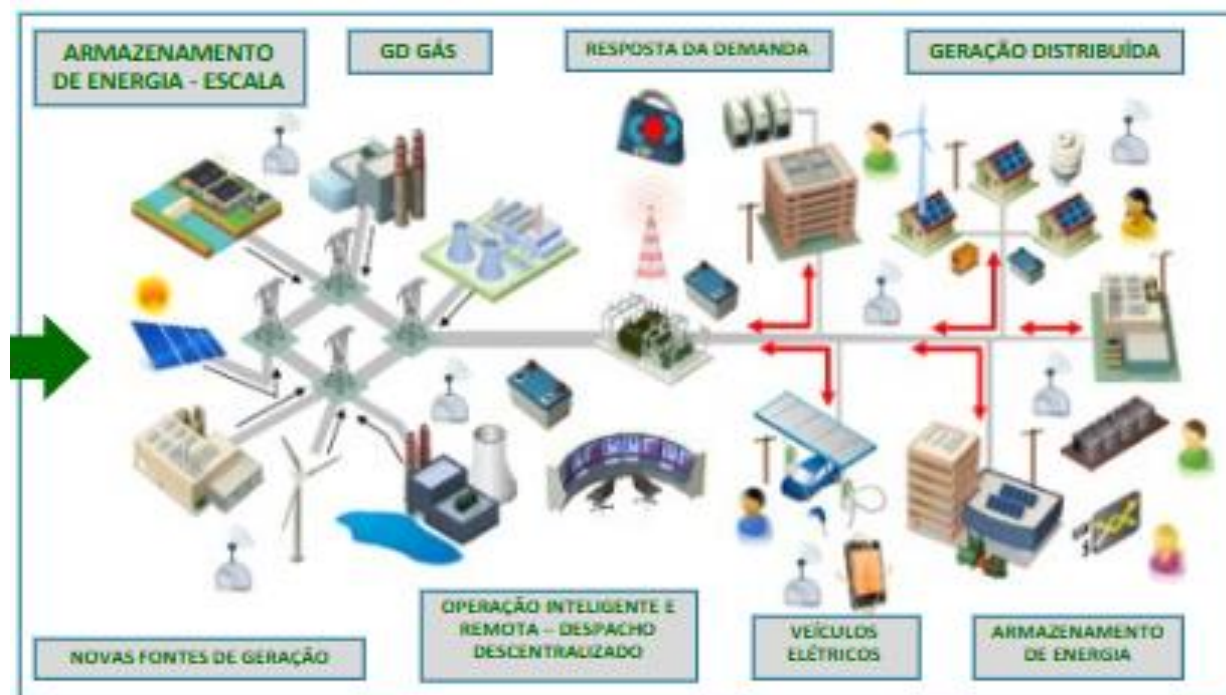 ARMAZENAMENTO
DE ENERGIA - ESCALA
GD GÁS
RESPOSTA DA DEMANDA
GERAÇÃO DISTRIBUÍDA
NOVAS FONTES DE GERAÇÃO
OPERAÇÃO INTELIGENTE E
REMOTA – DESPACHO
DESCENTRALIZADO
VEÍCULOS
ELÉTRICOS
ARMAZENAMENTO
DE ENERGIA